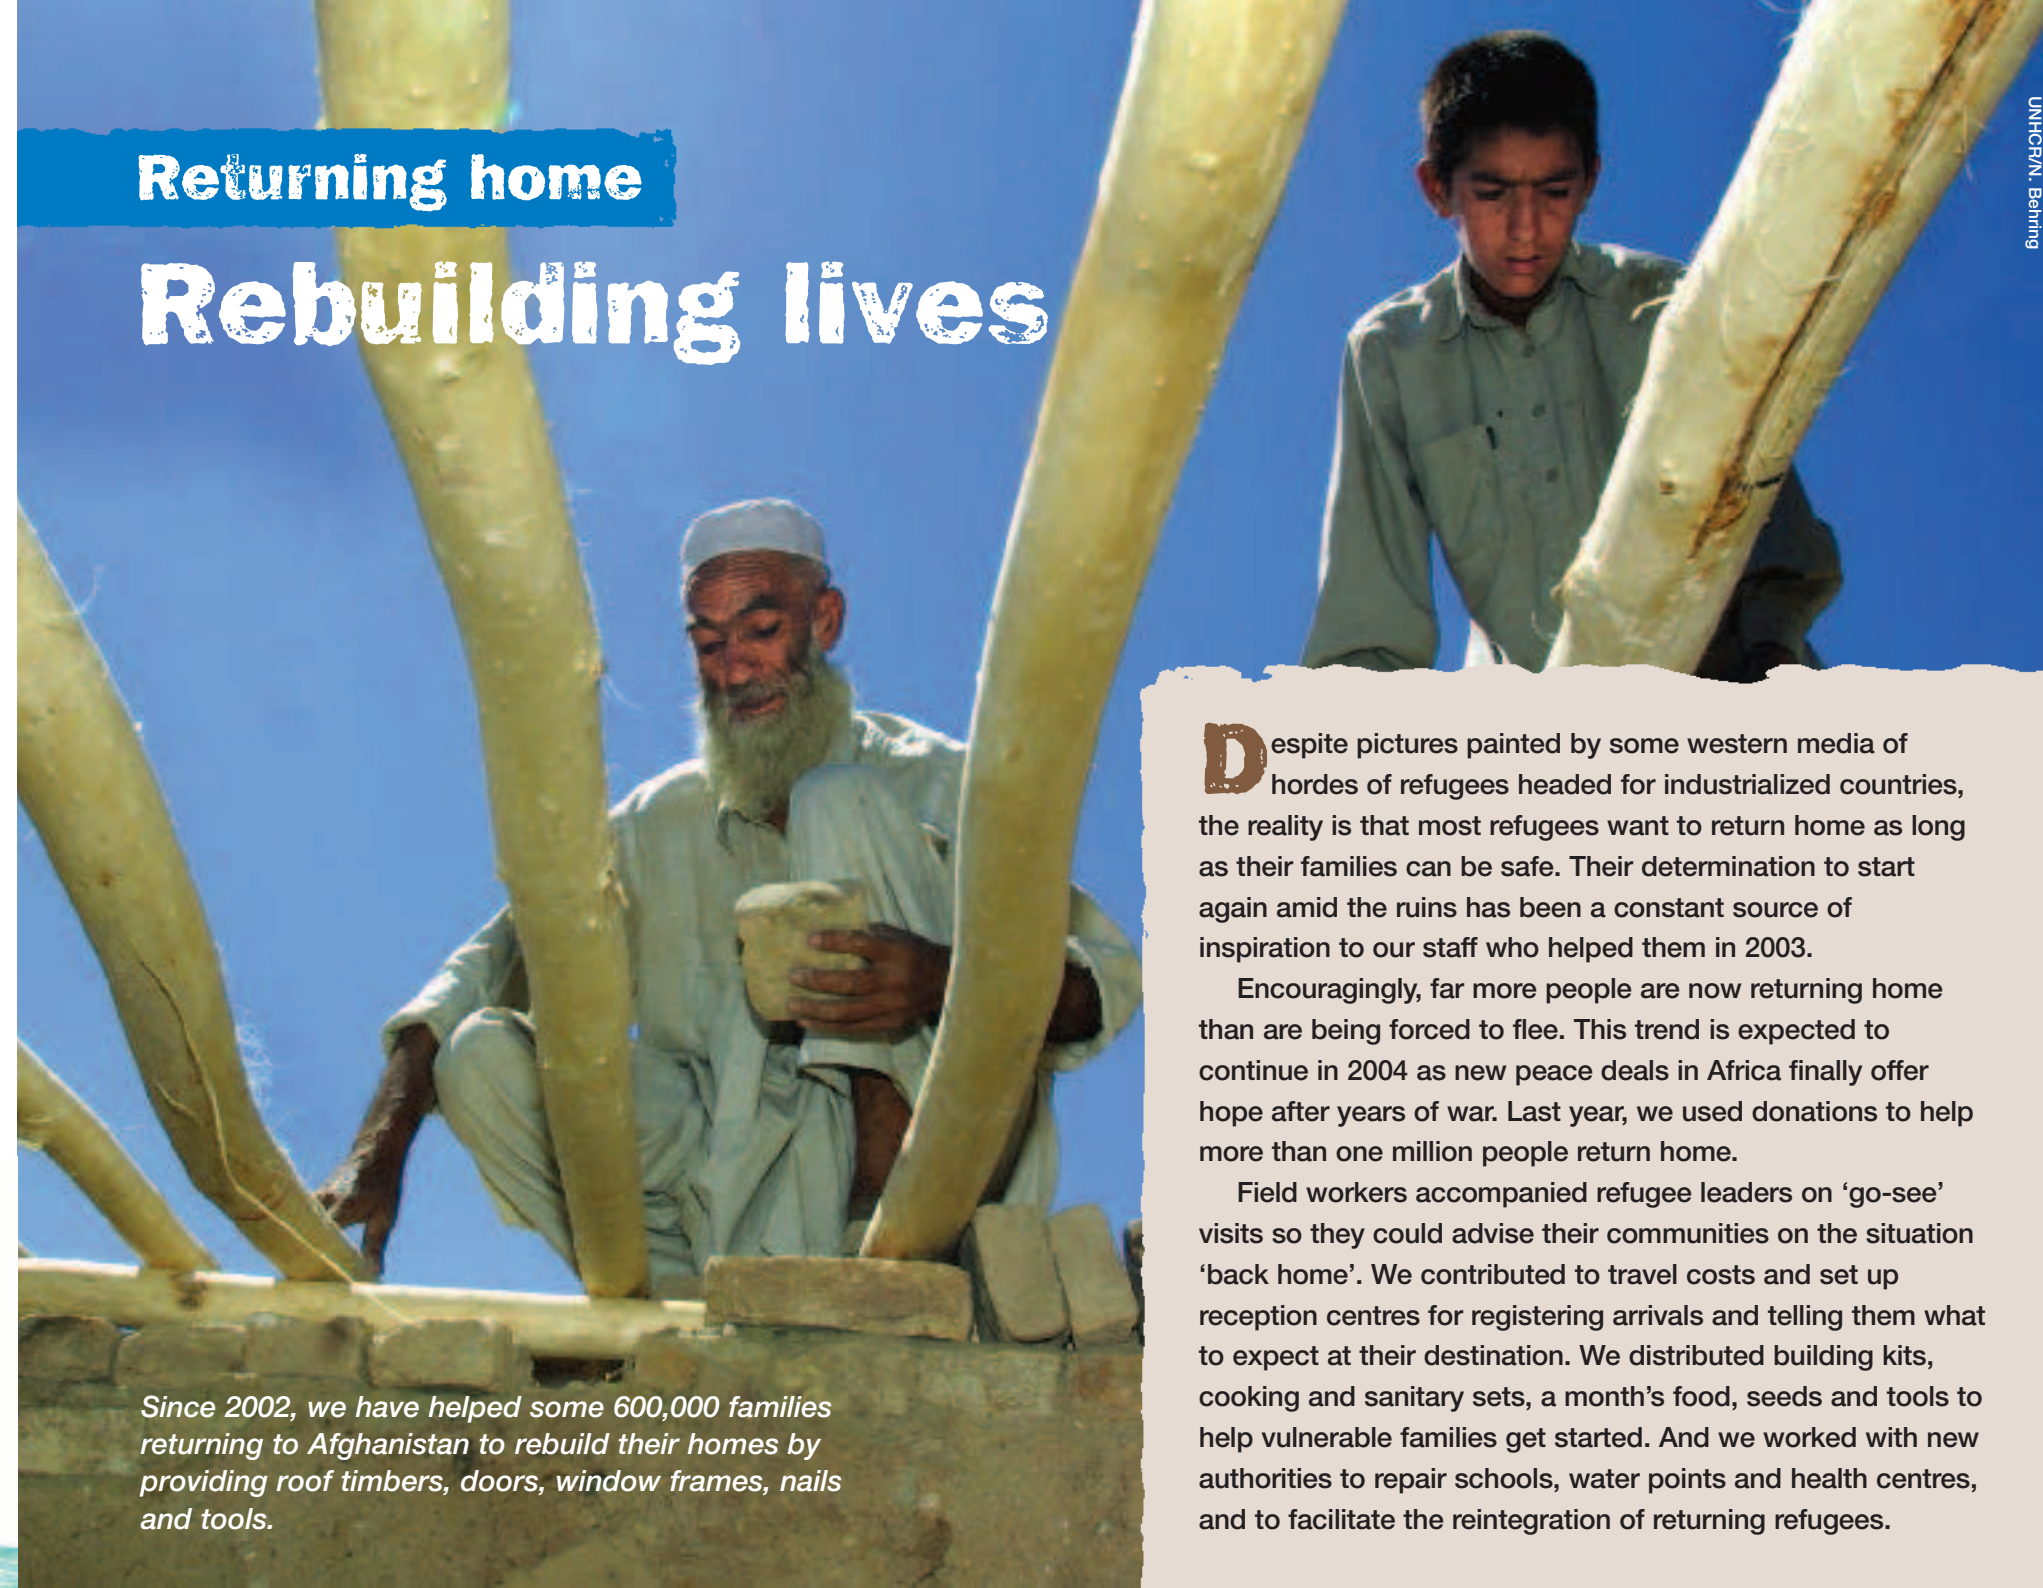 Returning home
Rebuilding lives
UNHCR/N. Behring
Despite pictures painted by some western media of
hordes of refugees headed for industrialized countries,
the reality is that most refugees want to return home as long
as their families can be safe. Their determination to start
again amid the ruins has been a constant source of
inspiration to our staff who helped them in 2003.
Encouragingly, far more people are now returning home
than are being forced to flee. This trend is expected to
continue in 2004 as new peace deals in Africa finally offer
hope after years of war. Last year, we used donations to help
more than one million people return home.
Field workers accompanied refugee leaders on ‘go-see’
visits so they could advise their communities on the situation
‘back home’. We contributed to travel costs and set up
reception centres for registering arrivals and telling them what
to expect at their destination. We distributed building kits,
cooking and sanitary sets, a month’s food, seeds and tools to
help vulnerable families get started. And we worked with new
authorities to repair schools, water points and health centres,
and to facilitate the reintegration of returning refugees.
Since 2002, we have helped some 600,000 families
returning to Afghanistan to rebuild their homes by
providing roof timbers, doors, window frames, nails
and tools.